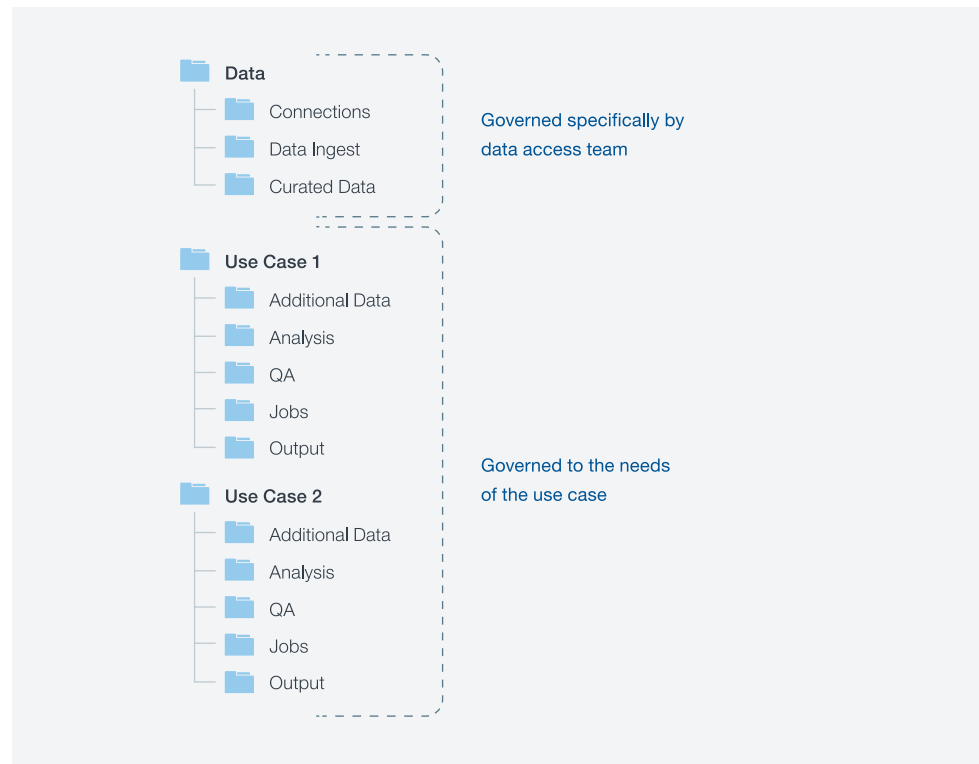 Data
Connections
Data Ingest
Curated Data
Governed specifically by
data access team
Use Case 1
Additional Data
Analysis
QA
Jobs
Output
Use Case 2
Additional Data
Analysis
QA
Jobs
Output
Governed to the needs
of the use case